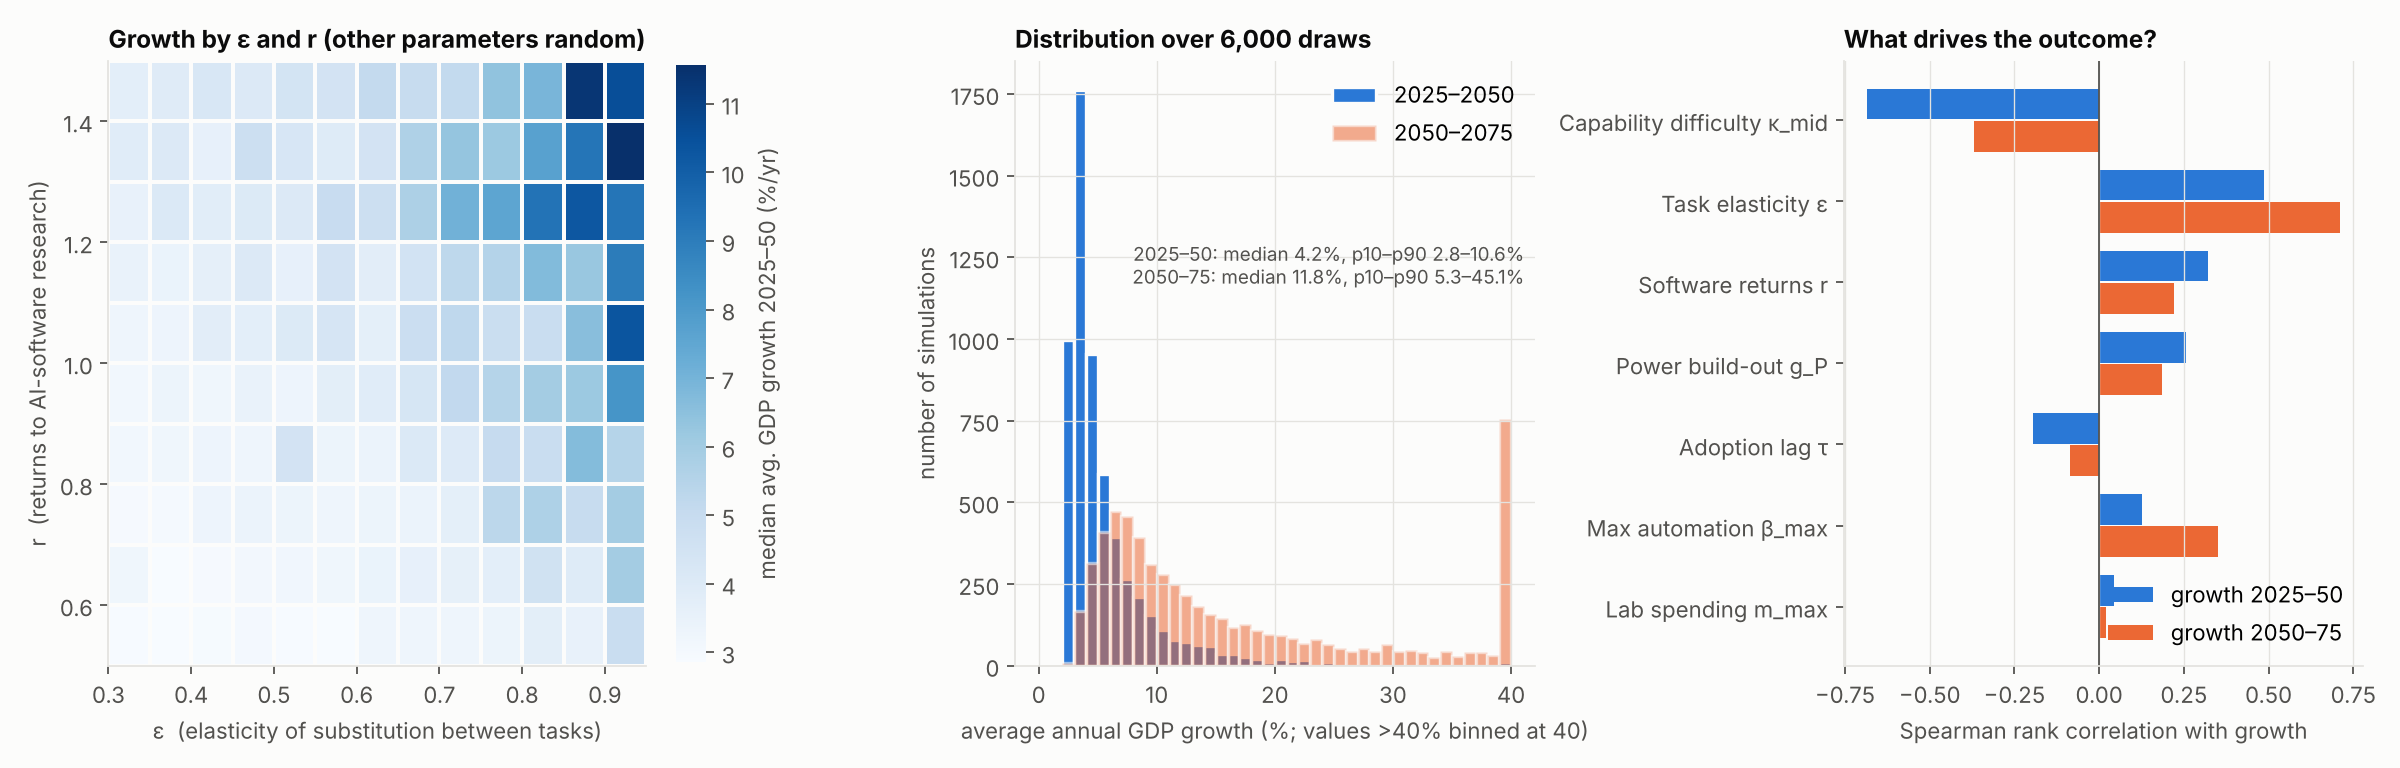 Growth by ε and r (other parameters random)
r (returns to AI-software research)
1.4
1.2
1.0
0.8
0.6
0.3
0.4
0.5
0.6
0.7
0.8
0.9
ε (elasticity of substitution between tasks)
11
10
9
8
7
6
5
4
3
median avg. GDP growth 2025–50 (%/yr)
Distribution over 6,000 draws
number of simulations
1750
1500
1250
1000
750
500
250
0
2025–2050
2050–2075
2025–50: median 4.2%, p10–p90 2.8–10.6%
2050–75: median 11.8%, p10–p90 5.3–45.1%
0
10
20
30
40
average annual GDP growth (%; values >40% binned at 40)
What drives the outcome?
Capability difficulty κ_mid
Task elasticity ε
Software returns r
Power build-out g_P
Adoption lag τ
Max automation β_max
Lab spending m_max
growth 2025–50
growth 2050–75
−0.75
−0.50
−0.25
0.00
0.25
0.50
0.75
Spearman rank correlation with growth